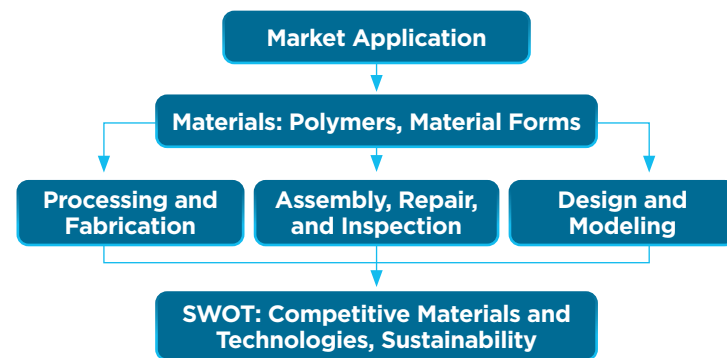 Market Application
Materials: Polymers, Material Forms
Processing and
Fabrication
Assembly, Repair,
and Inspection
Design and
Modeling
SWOT: Competitive Materials and
Technologies, Sustainability